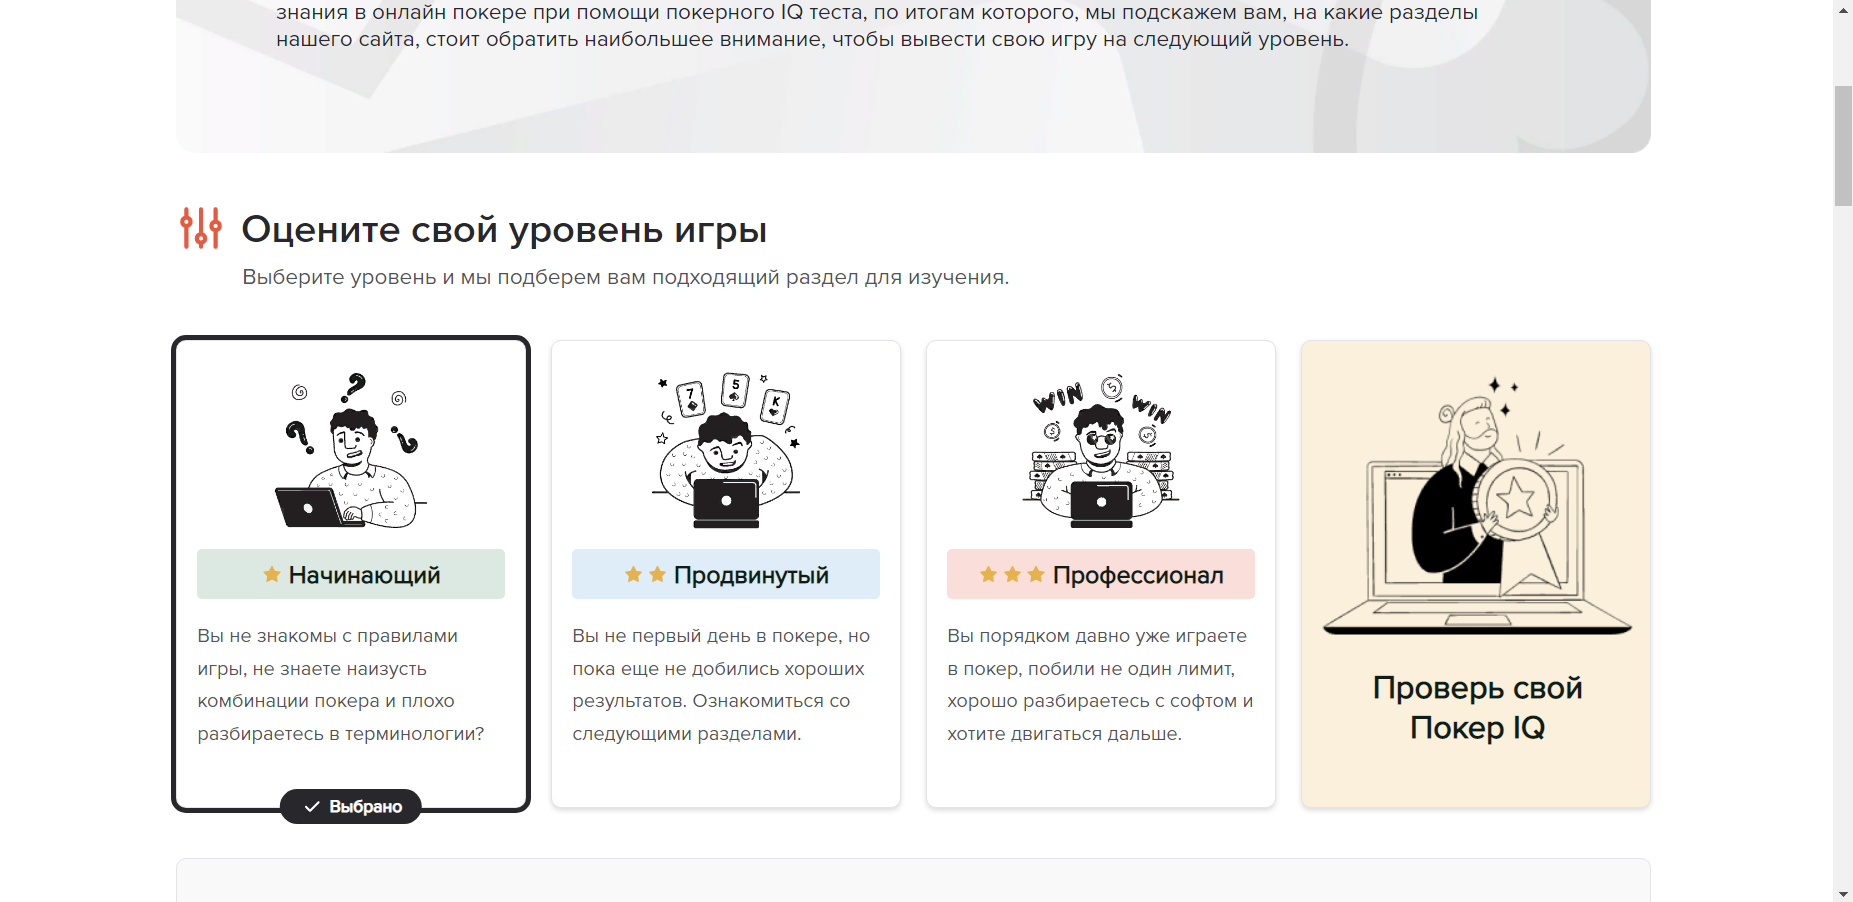 знания в онлайн покере при помощи покерного IQ теста, по итогам которого, мы подскажем вам, на какие разделы
нашего сайта, стоит обратить наибольшее внимание, чтобы вывести свою игру на следующий уровень.
Оцените свой уровень игры
Выберите уровень и мы подберем вам подходящий раздел для изучения.
7
5
K
WIN
WIN
Начинающий
Вы не знакомы с правилами
игры, не знаете наизусть
комбинации покера и плохо
разбираетесь в терминологии?
Выбрано
Продвинутый
Вы не первый день в покере, но
пока еще не добились хороших
результатов. Ознакомиться со
следующими разделами.
Профессионал
Вы порядком давно уже играете
в покер, побили не один лимит,
хорошо разбираетесь с софтом и
хотите двигаться дальше.
Проверь свой
Покер IQ